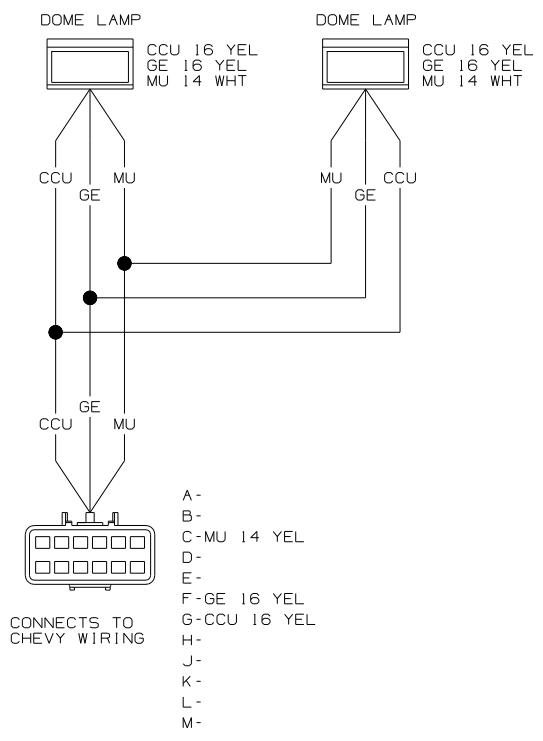 DOME LAMP
CCU 16 YEL
GE 16 YEL
MU 14 WHT
DOME LAMP
CCU 16 YEL
GE 16 YEL
MU 14 WHT
CCU
GE
MU
MU
GE
CCU
CCU
GE
MU
A-
B-
C-MU 14 YEL
D-
E-
F-GE 16 YEL
G-CCU 16 YEL
H-
J-
K-
L-
M-
CONNECTS TO
CHEVY WIRING